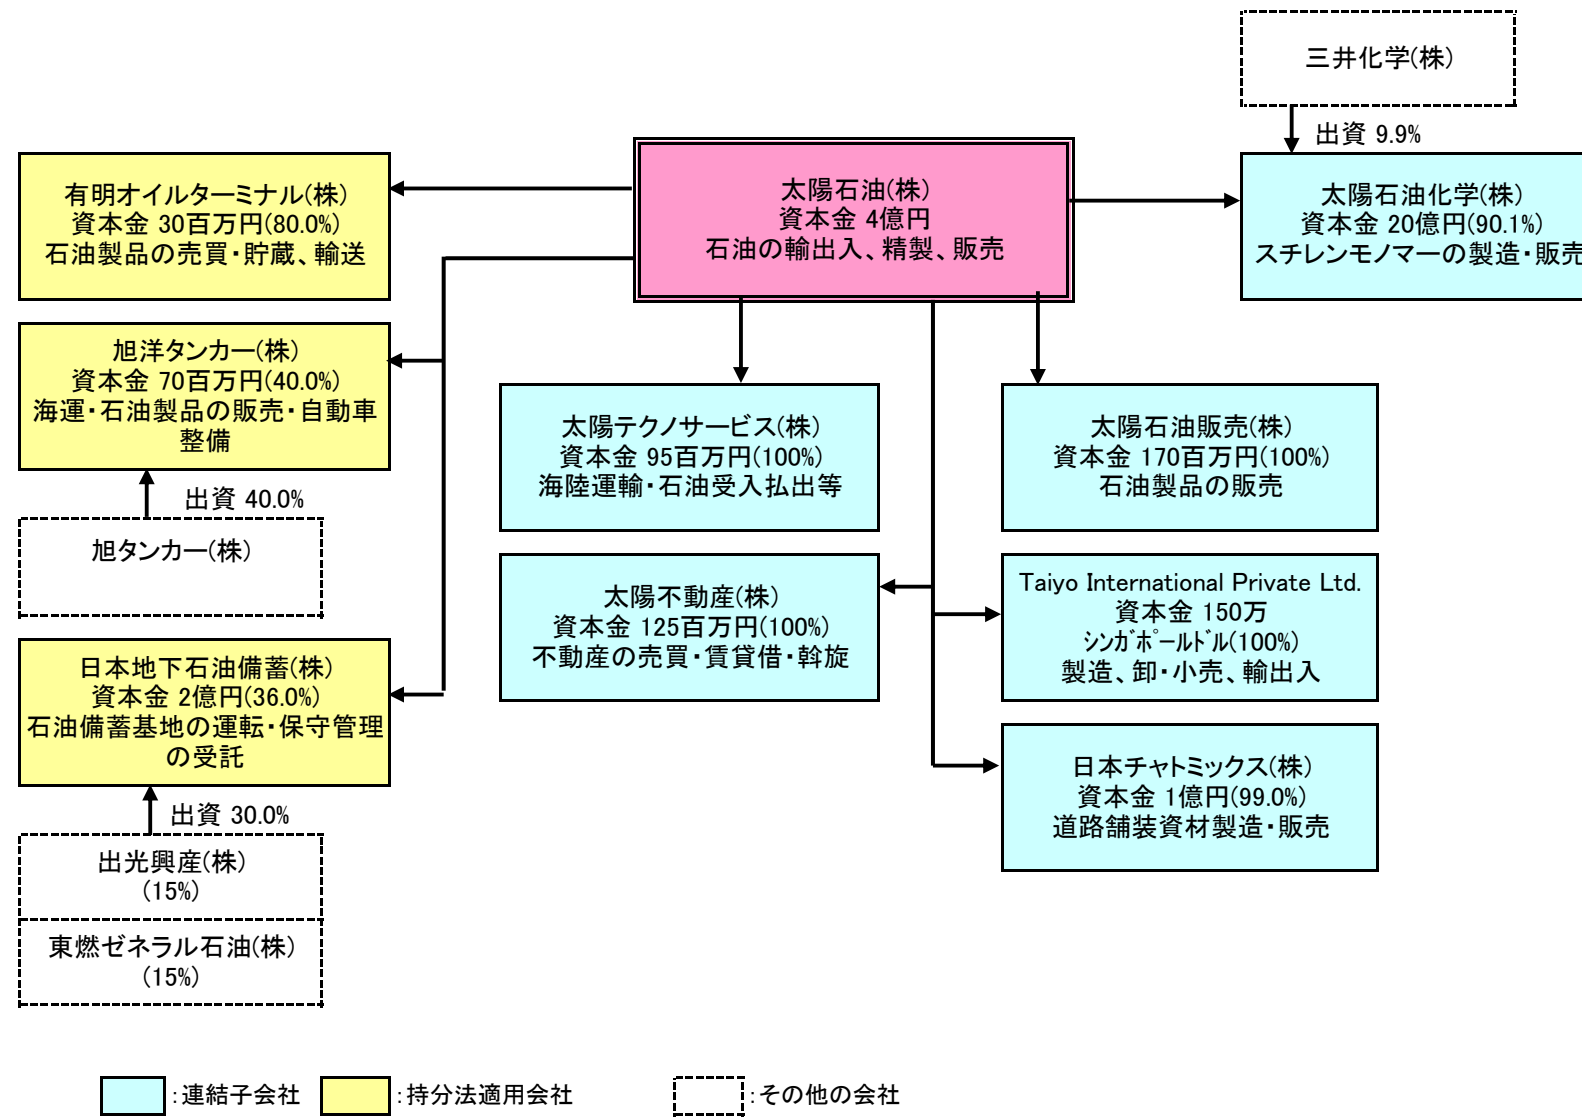 三井化学(株)
出資 9.9%
有明オイルターミナル(株)
資本金 30百万円(80.0%)
石油製品の売買・貯蔵、輸送
太陽石油(株)
資本金 4億円
石油の輸出入、精製、販売
太陽石油化学(株)
資本金 20億円(90.1%)
スチレンモノマーの製造・販売
旭洋タンカー(株)
資本金 70百万円(40.0%)
海運・石油製品の販売・自動車
整備
出資 40.0%
旭タンカー(株)
太陽テクノサービス(株)
資本金 95百万円(100%)
海陸運輸・石油受入払出等
太陽石油販売(株)
資本金 170百万円(100%)
石油製品の販売
太陽不動産(株)
資本金 125百万円(100%)
不動産の売買・賃貸借・斡旋
Taiyo International Private Ltd.
資本金 150万
シンガポールドル(100%)
製造、卸・小売、輸出入
日本地下石油備蓄(株)
資本金 2億円(36.0%)
石油備蓄基地の運転・保守管理
の受託
出資 30.0%
出光興産(株)
(15%)
東燃ゼネラル石油(株)
(15%)
日本チャトミックス(株)
資本金 1億円(99.0%)
道路舗装資材製造・販売
:連結子会社
:持分法適用会社
:その他の会社